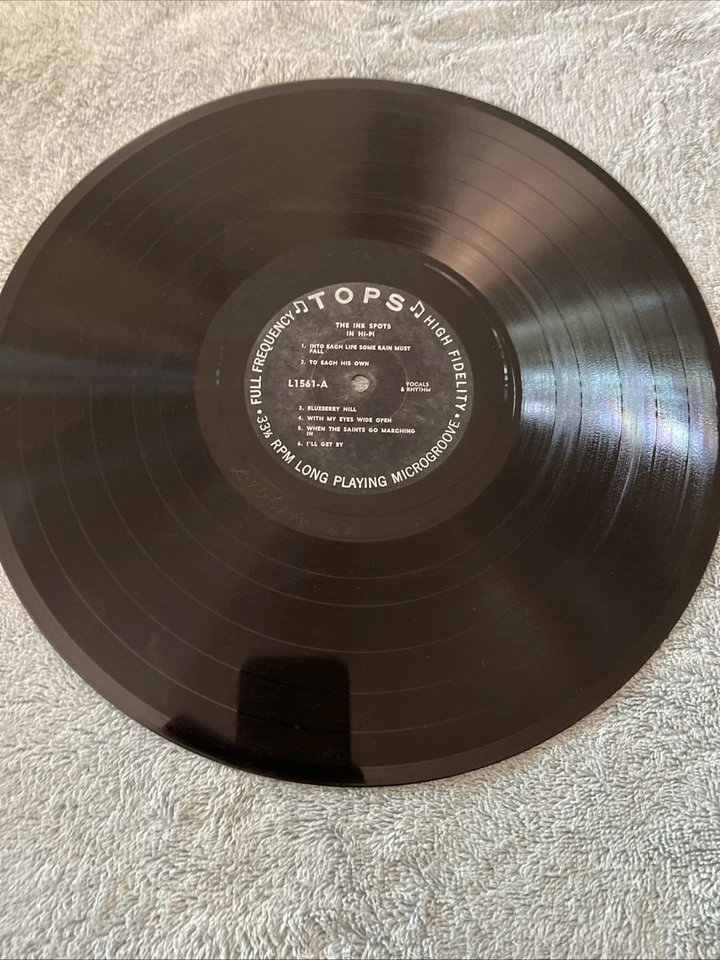 ♫ TOPS ♫
FULL FREQUENCY
HIGH FIDELITY
THE INK SPOTS
IN HI-FI
1. INTO EACH LIFE SOME RAIN MUST
FALL
2. TO EACH HIS OWN
L1561-A
VOCALS
& RHYTHM
3. BLUEBERRY HILL
4. WITH MY EYES WIDE OPEN
5. WHEN THE SAINTS GO MARCHING
IN
6. I'LL GET BY
• 33⅓ RPM LONG PLAYING MICROGROOVE •